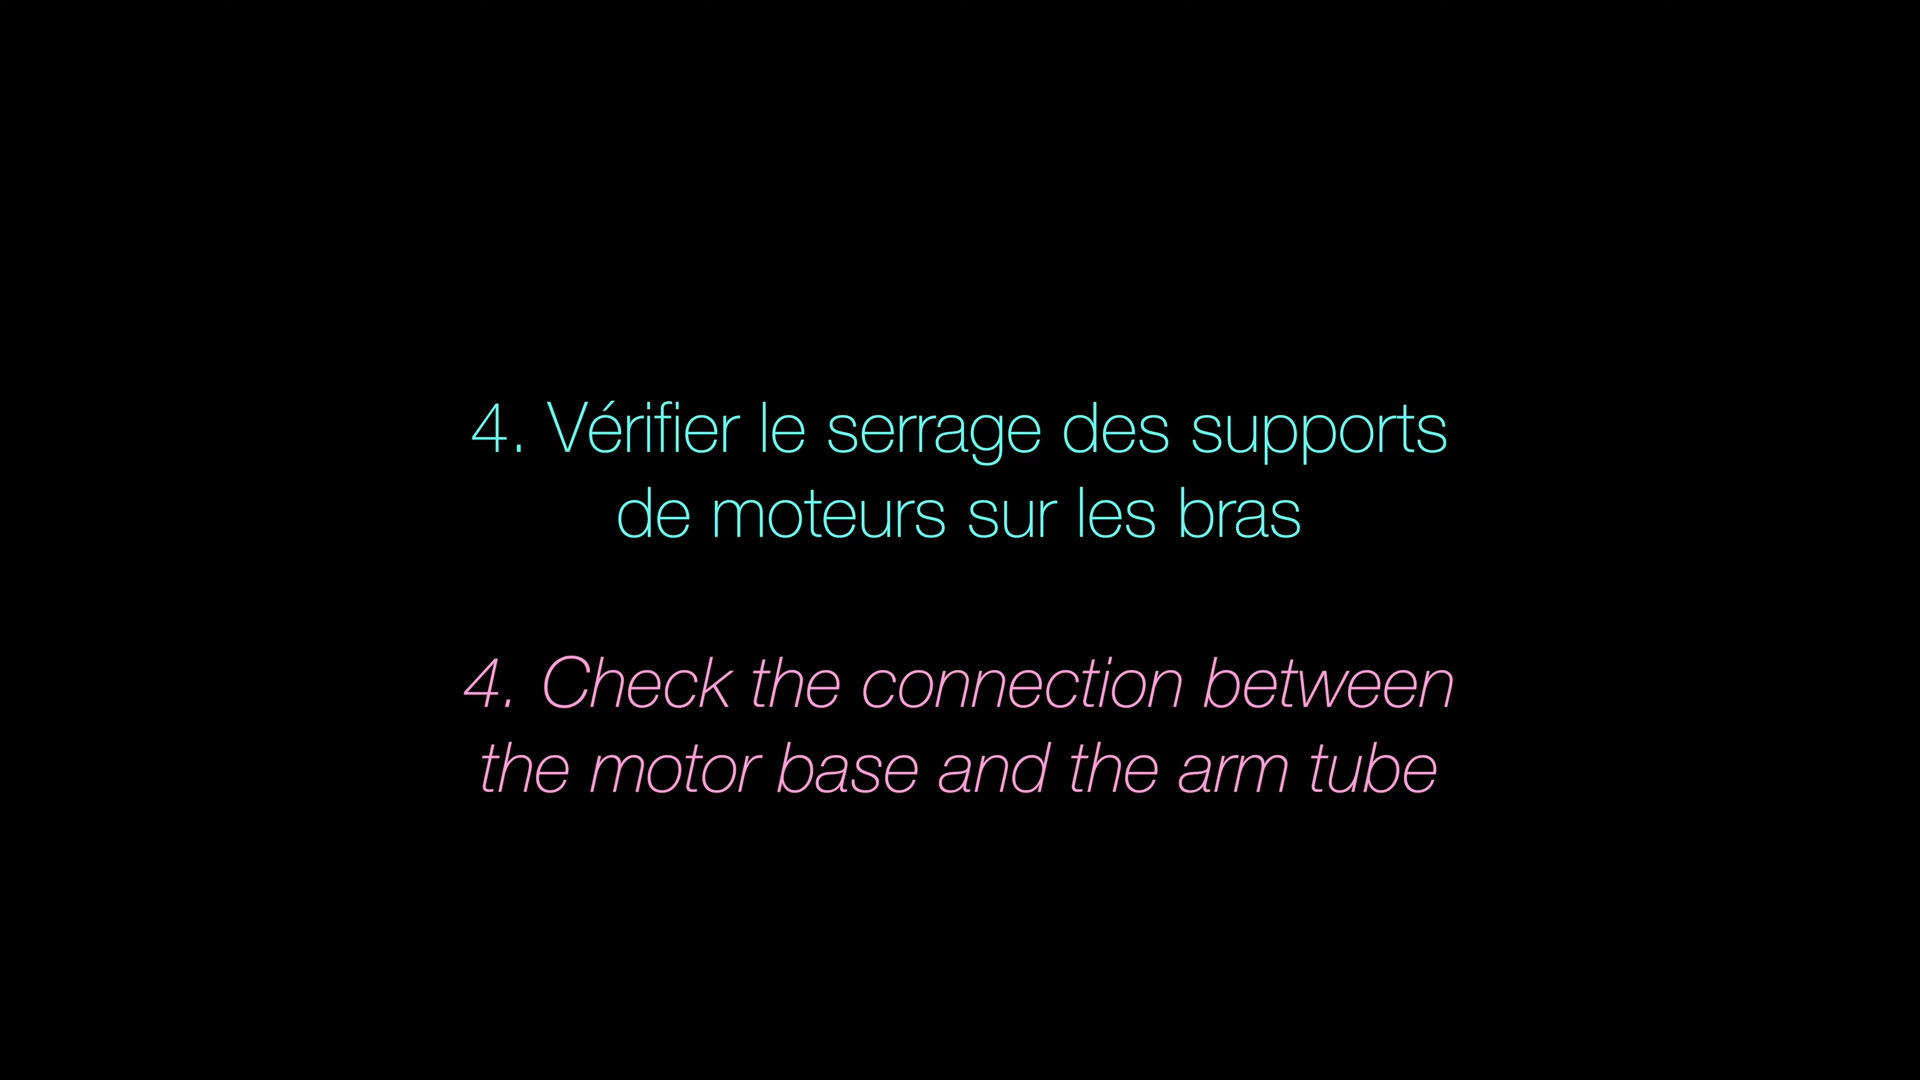 4. Vérifier le serrage des supports
de moteurs sur les bras
4. Check the connection between
the motor base and the arm tube